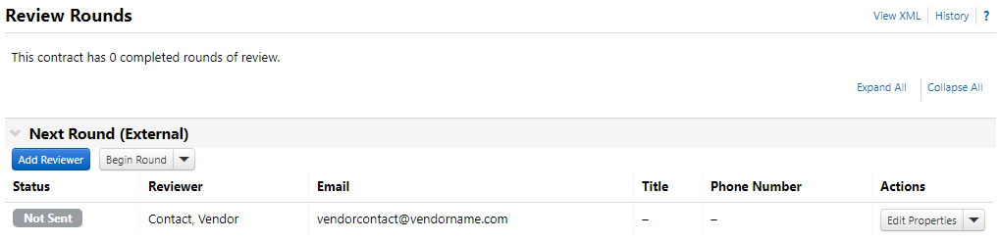 Review Rounds View XML History ?
This contract has 0 completed rounds of review.
Expand All Collapse All
Next Round (External)
Add Reviewer Begin Round
Status Reviewer Email Title Phone Number Actions
Not Sent Contact, Vendor vendorcontact@vendorname.com – – Edit Properties